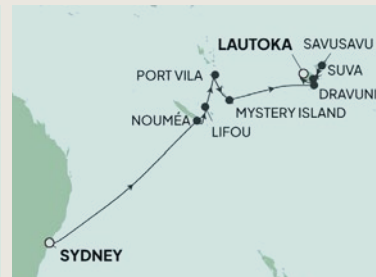 LAUTOKA
SAVUSAVU
SUVA
PORT VILA
DRAVUNI
MYSTERY ISLAND
NOUMÉA
LIFOU
SYDNEY